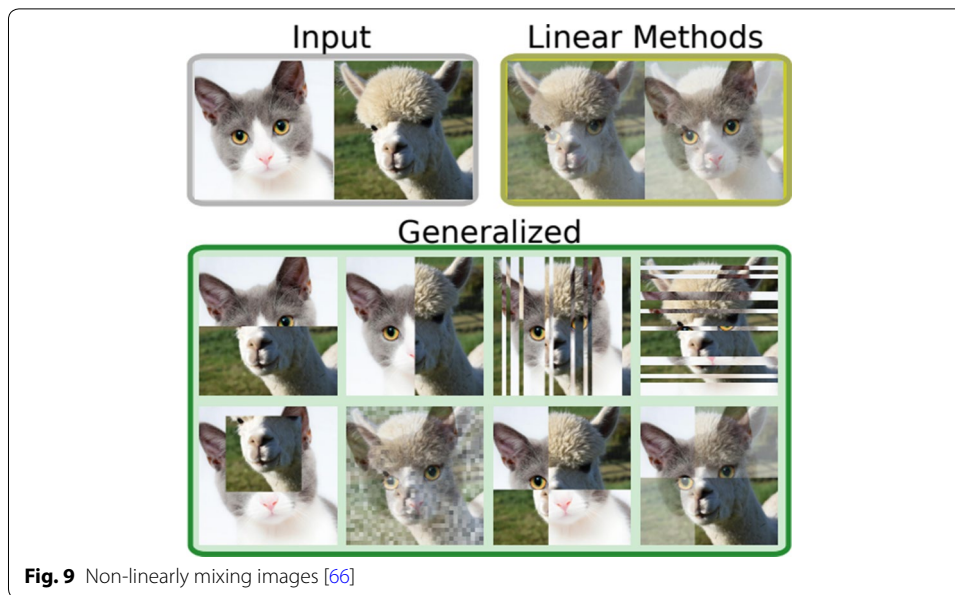 Input
Linear Methods
Generalized
Fig. 9 Non-linearly mixing images [66]